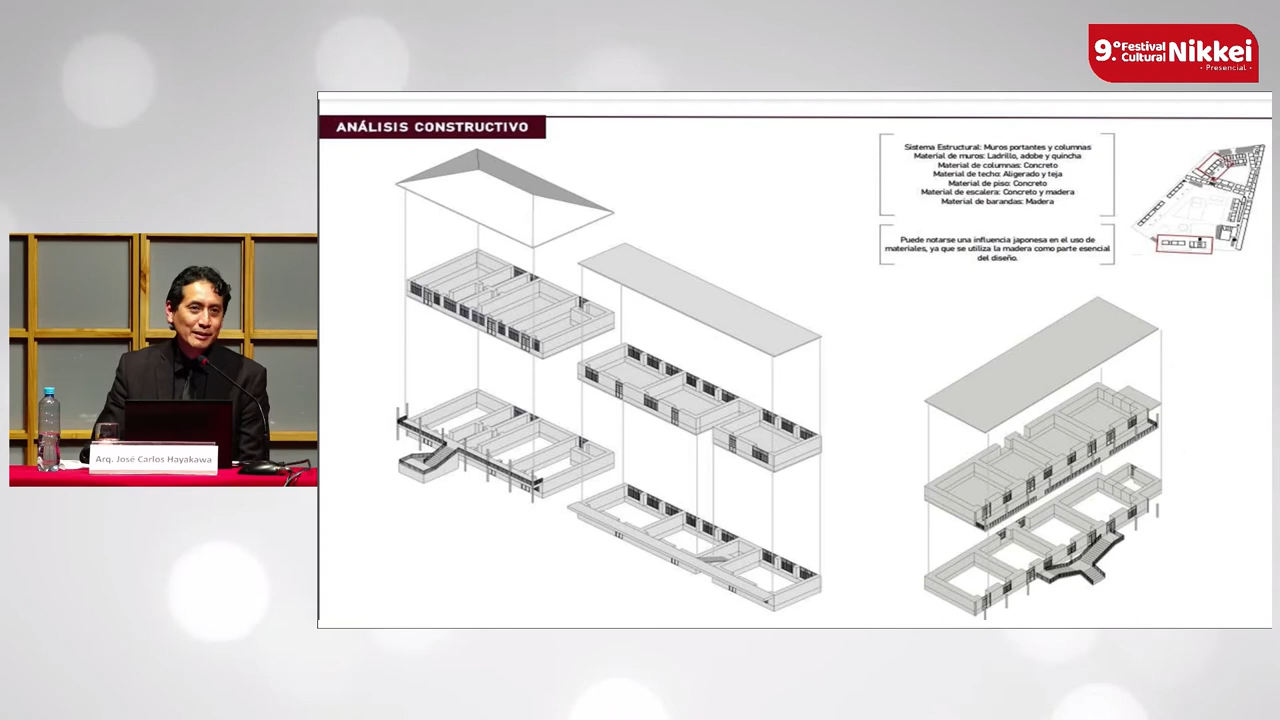 9.º Festival Cultural Nikkei
• Presencial •
ANÁLISIS CONSTRUCTIVO
Sistema Estructural: Muros portantes y columnas
Material de muros: Ladrillo, adobe y quincha
Material de columnas: Concreto
Material de techo: Aligerado y teja
Material de piso: Concreto
Material de escalera: Concreto y madera
Material de barandas: Madera
Puede notarse una influencia japonesa en el uso de
materiales, ya que se utiliza la madera como parte esencial
del diseño.
Arq. José Carlos Hayakawa